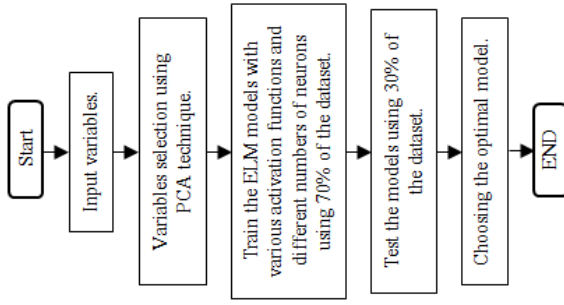 Start
Input variables.
Variables selection using
PCA technique.
Train the ELM models with
various activation functions and
different numbers of neurons
using 70% of the dataset.
Test the models using 30% of
the dataset.
Choosing the optimal model.
END